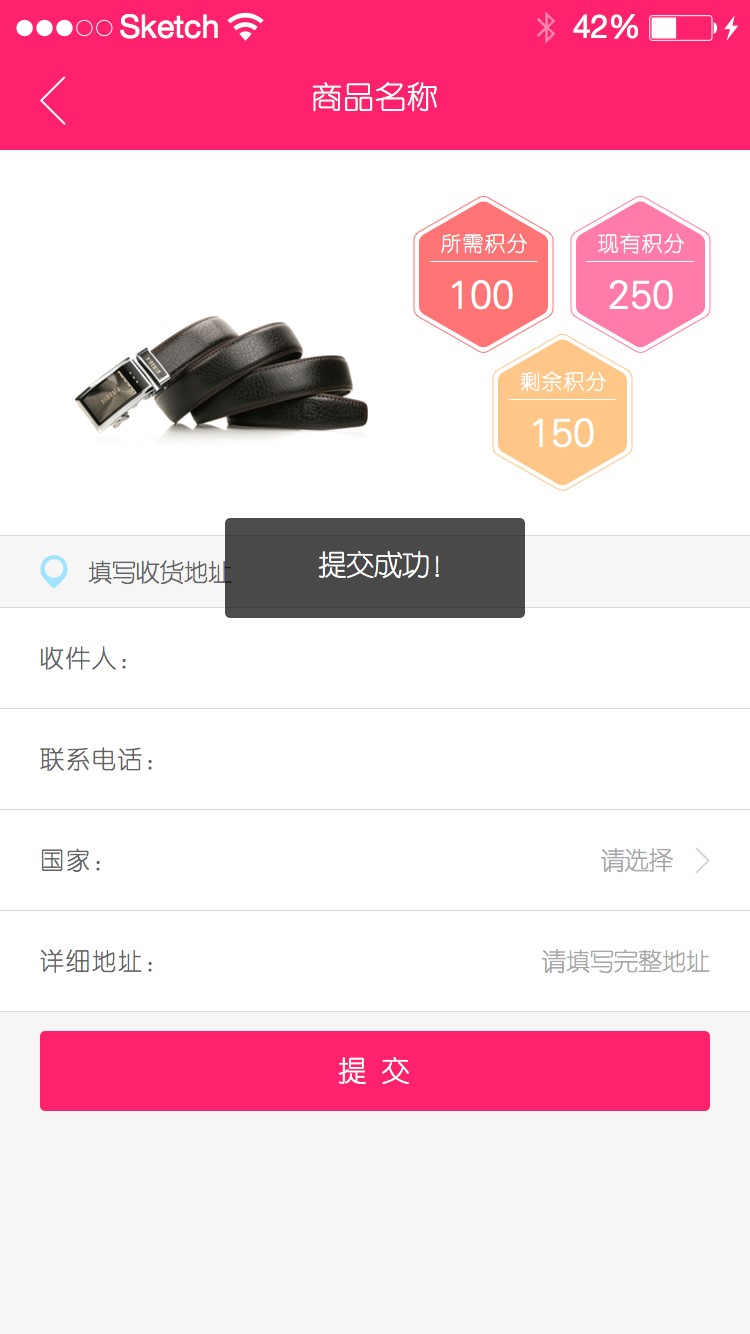 Sketch 42%
商品名称
所需积分
100
现有积分
250
剩余积分
150
填写收货地址
提交成功!
收件人：
联系电话：
国家： 请选择
详细地址： 请填写完整地址
提 交